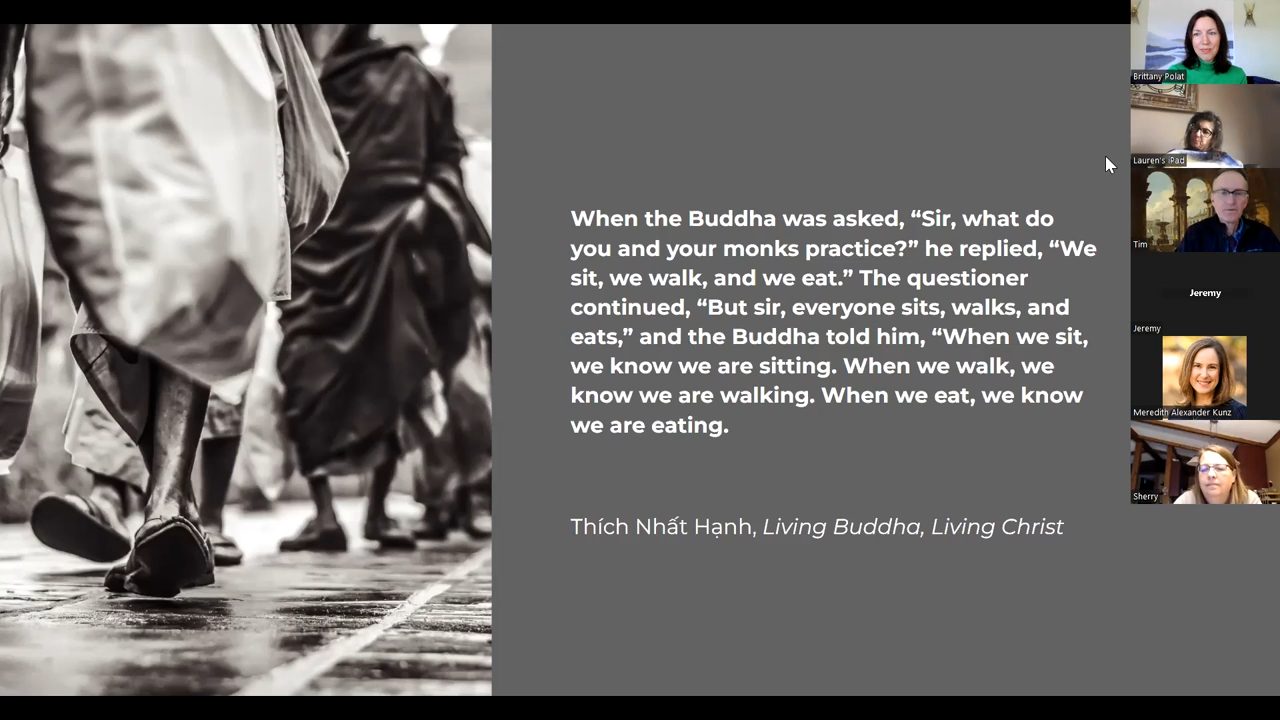 When the Buddha was asked, “Sir, what do
you and your monks practice?” he replied, “We
sit, we walk, and we eat.” The questioner
continued, “But sir, everyone sits, walks, and
eats,” and the Buddha told him, “When we sit,
we know we are sitting. When we walk, we
know we are walking. When we eat, we know
we are eating.
Thích Nhất Hạnh, Living Buddha, Living Christ
Brittany Polat
Lauren's iPad
Tim
Jeremy
Jeremy
Meredith Alexander Kunz
Sherry